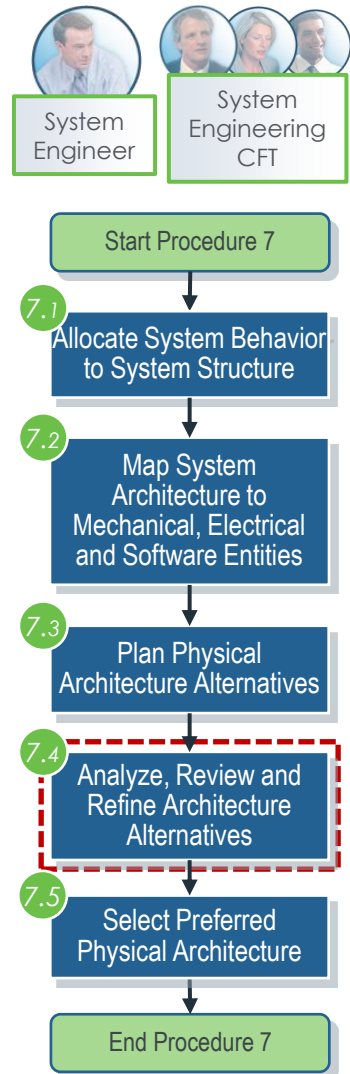 System
Engineer
System
Engineering
CFT
Start Procedure 7
7.1
Allocate System Behavior
to System Structure
7.2
Map System
Architecture to
Mechanical, Electrical
and Software Entities
7.3
Plan Physical
Architecture Alternatives
7.4
Analyze, Review and
Refine Architecture
Alternatives
7.5
Select Preferred
Physical Architecture
End Procedure 7